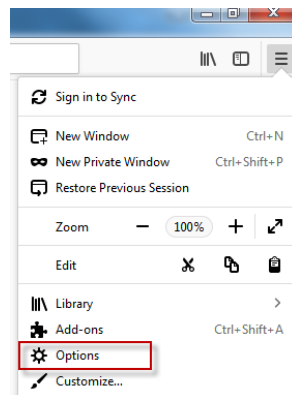 Sign in to Sync
New Window Ctrl+N
New Private Window Ctrl+Shift+P
Restore Previous Session
Zoom 100%
Edit
Library
Add-ons Ctrl+Shift+A
Options
Customize...